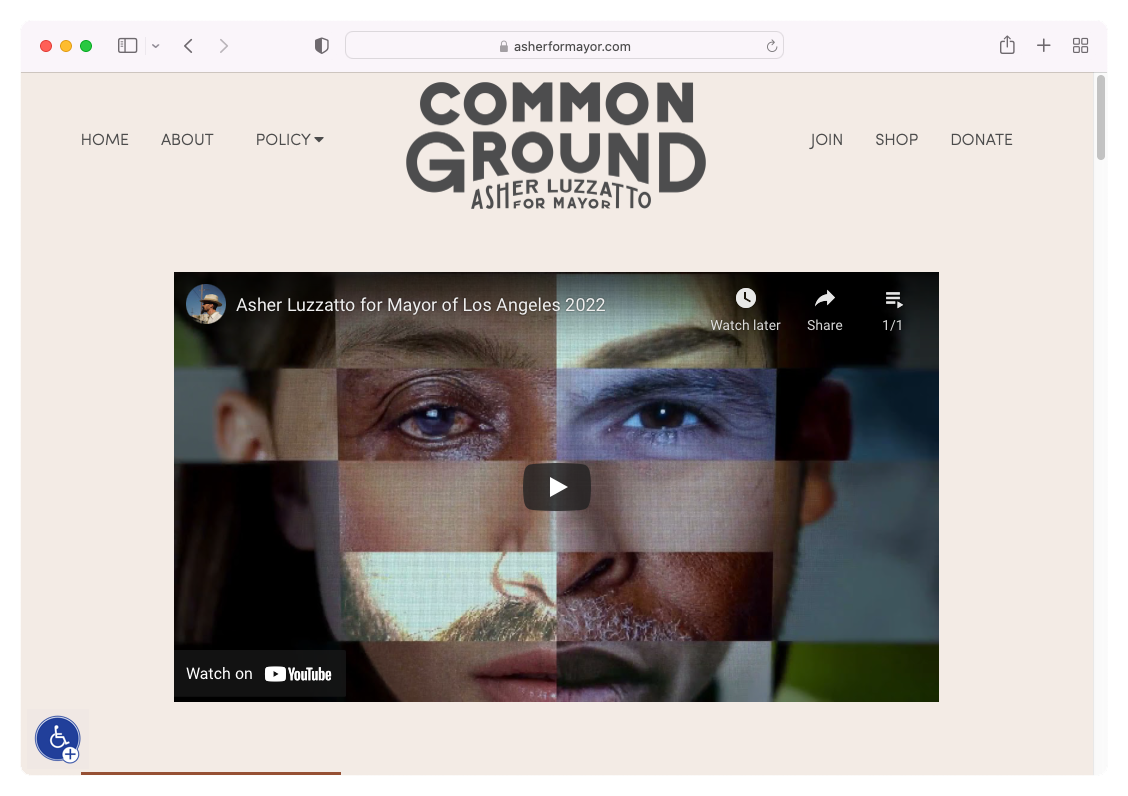 asherformayor.com
COMMON
GROUND
ASHER LUZZATTO
FOR MAYOR
HOME ABOUT POLICY JOIN SHOP DONATE
Asher Luzzatto for Mayor of Los Angeles 2022
Watch later Share 1/1
Watch on YouTube